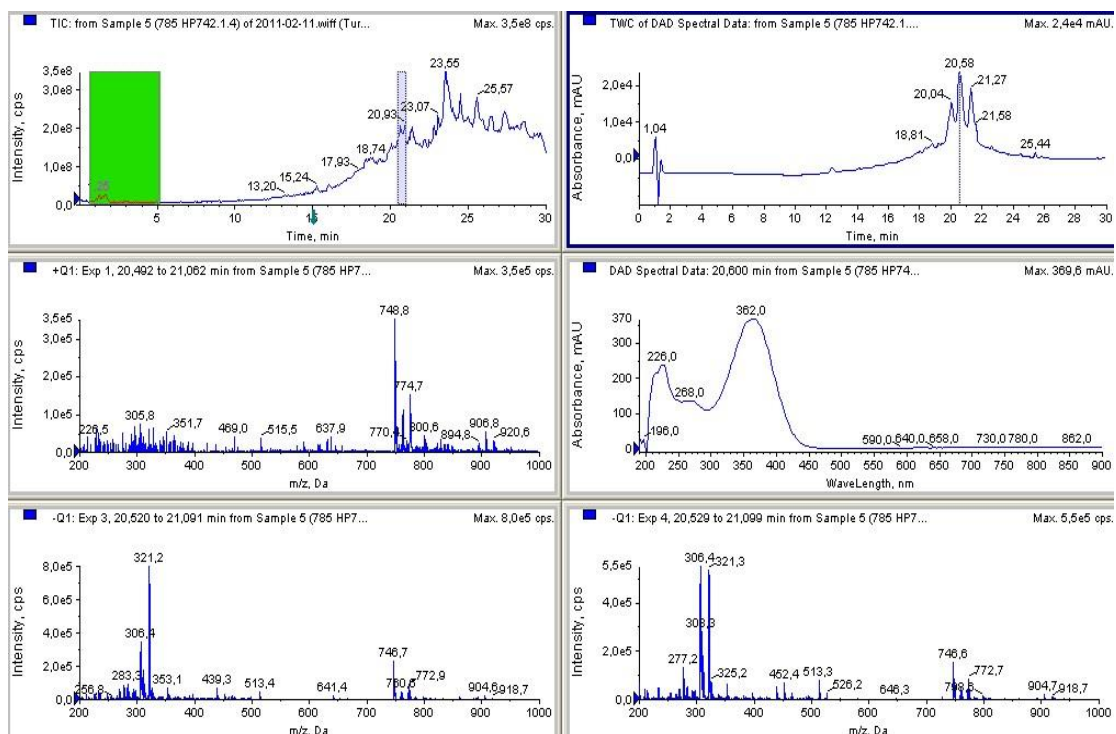 TIC: from Sample 5 (785 HP742.1.4) of 2011-02-11.wiff (Tur... Max. 3,5e8 cps.
Intensity, cps
3,5e8
3,0e8
2,0e8
1,0e8
0,0
23,55
25,57
20,93
23,07
18,74
17,93
15,24
13,20
5 10 15 20 25 30
Time, min
TWC of DAD Spectral Data: from Sample 5 (785 HP742.1.... Max. 2,4e4 mAU.
Absorbance, mAU
2,0e4
1,0e4
0,0
20,58
21,27
20,04
21,58
18,81
25,44
1,04
0 2 4 6 8 10 12 14 16 18 20 22 24 26 28 30
Time, min
+Q1: Exp 1, 20,492 to 21,062 min from Sample 5 (785 HP7... Max. 3,5e5 cps.
Intensity, cps
3,5e5
3,0e5
2,0e5
1,0e5
0,0
748,8
226,5
305,8
351,7
469,0
515,5
637,9
770,4
800,6
894,8
906,8
920,6
200 300 400 500 600 700 800 900 1000
m/z, Da
DAD Spectral Data: 20,600 min from Sample 5 (785 HP74... Max. 369,6 mAU.
Absorbance, mAU
370
300
200
100
0
362,0
226,0
268,0
196,0
590,0
640,0
658,0
730,0
780,0
862,0
200 250 300 350 400 450 500 550 600 650 700 750 800 850 900
WaveLength, nm
-Q1: Exp 3, 20,520 to 21,091 min from Sample 5 (785 HP7... Max. 8,0e5 cps.
Intensity, cps
8,0e5
6,0e5
4,0e5
2,0e5
0,0
321,2
306,4
283,3
256,8
353,1
439,3
513,4
641,4
746,7
772,9
904,6
918,7
200 300 400 500 600 700 800 900 1000
m/z, Da
-Q1: Exp 4, 20,529 to 21,099 min from Sample 5 (785 HP7... Max. 5,5e5 cps.
Intensity, cps
5,5e5
4,0e5
2,0e5
0,0
306,4
321,3
277,2
325,2
452,4
513,3
526,2
646,3
746,6
772,7
904,7
918,7
200 300 400 500 600 700 800 900 1000
m/z, Da